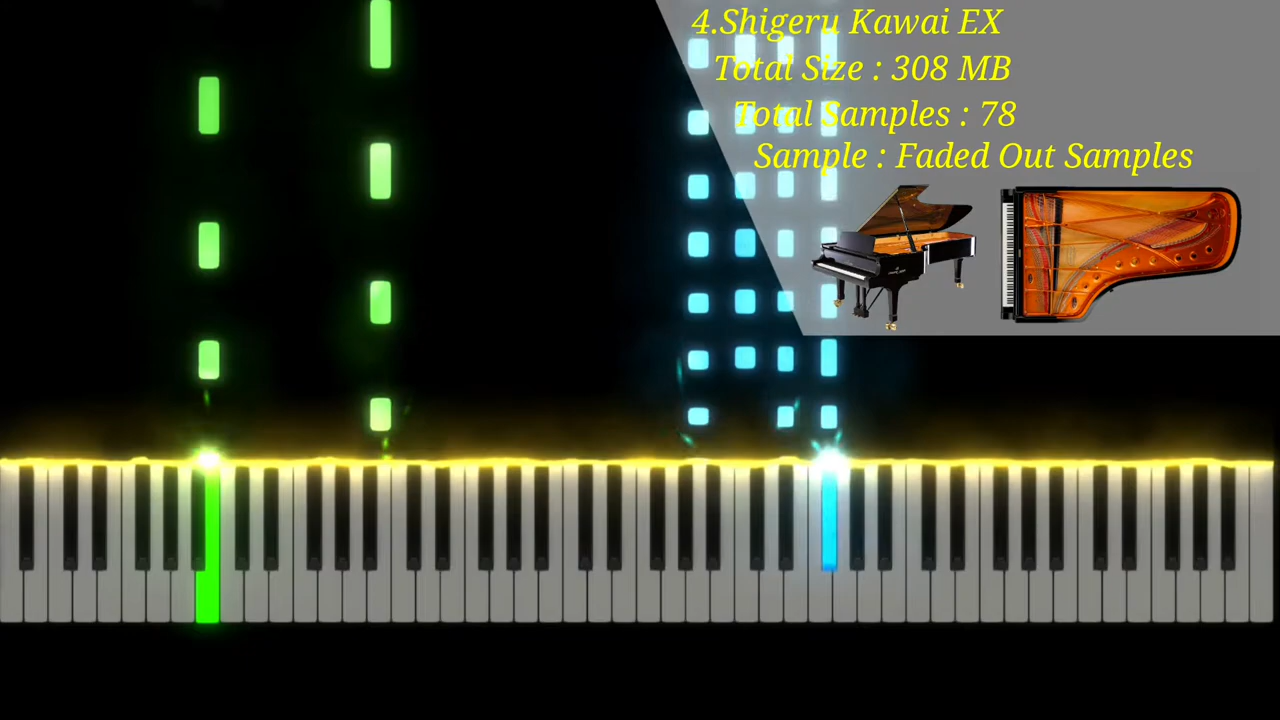 4.Shigeru Kawai EX
Total Size : 308 MB
Total Samples : 78
Sample : Faded Out Samples